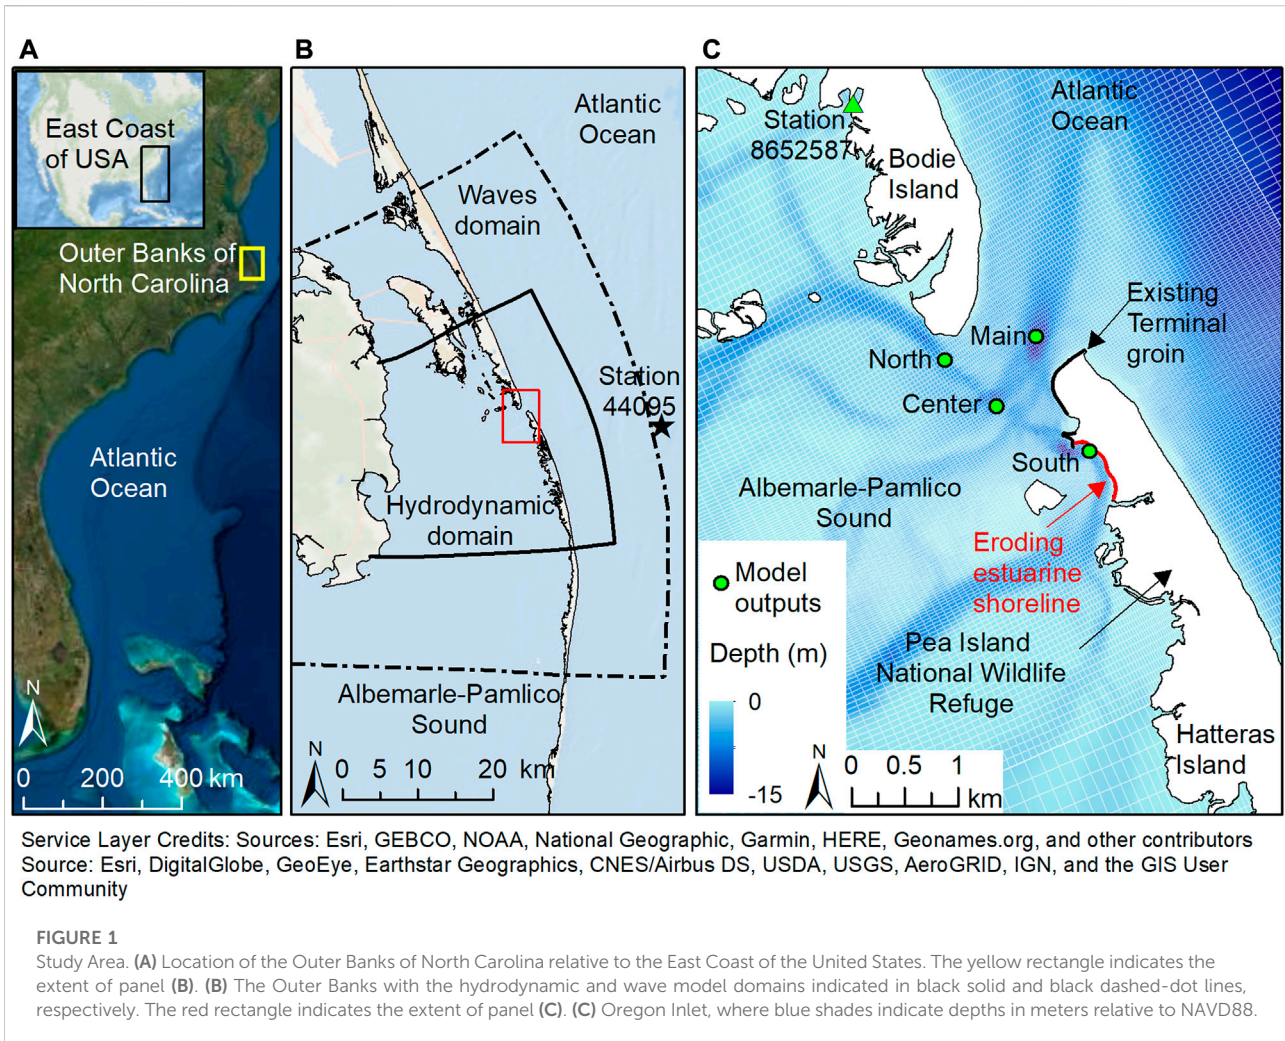 A
East Coast
of USA
Outer Banks of
North Carolina
Atlantic
Ocean
N
0 200 400 km
B
Atlantic
Ocean
Waves
domain
Station
44095
Hydrodynamic
domain
Albemarle-Pamlico
Sound
N
0 5 10 20 km
C
Atlantic
Ocean
Station
8652587
Bodie
Island
Existing
Terminal
groin
Main
North
Center
South
Albemarle-Pamlico
Sound
Eroding
estuarine
shoreline
Model
outputs
Depth (m)
0
-15
Pea Island
National Wildlife
Refuge
Hatteras
Island
N
0 0.5 1
km
Service Layer Credits: Sources: Esri, GEBCO, NOAA, National Geographic, Garmin, HERE, Geonames.org, and other contributors
Source: Esri, DigitalGlobe, GeoEye, Earthstar Geographics, CNES/Airbus DS, USDA, USGS, AeroGRID, IGN, and the GIS User
Community
FIGURE 1
Study Area. (A) Location of the Outer Banks of North Carolina relative to the East Coast of the United States. The yellow rectangle indicates the
extent of panel (B). (B) The Outer Banks with the hydrodynamic and wave model domains indicated in black solid and black dashed-dot lines,
respectively. The red rectangle indicates the extent of panel (C). (C) Oregon Inlet, where blue shades indicate depths in meters relative to NAVD88.